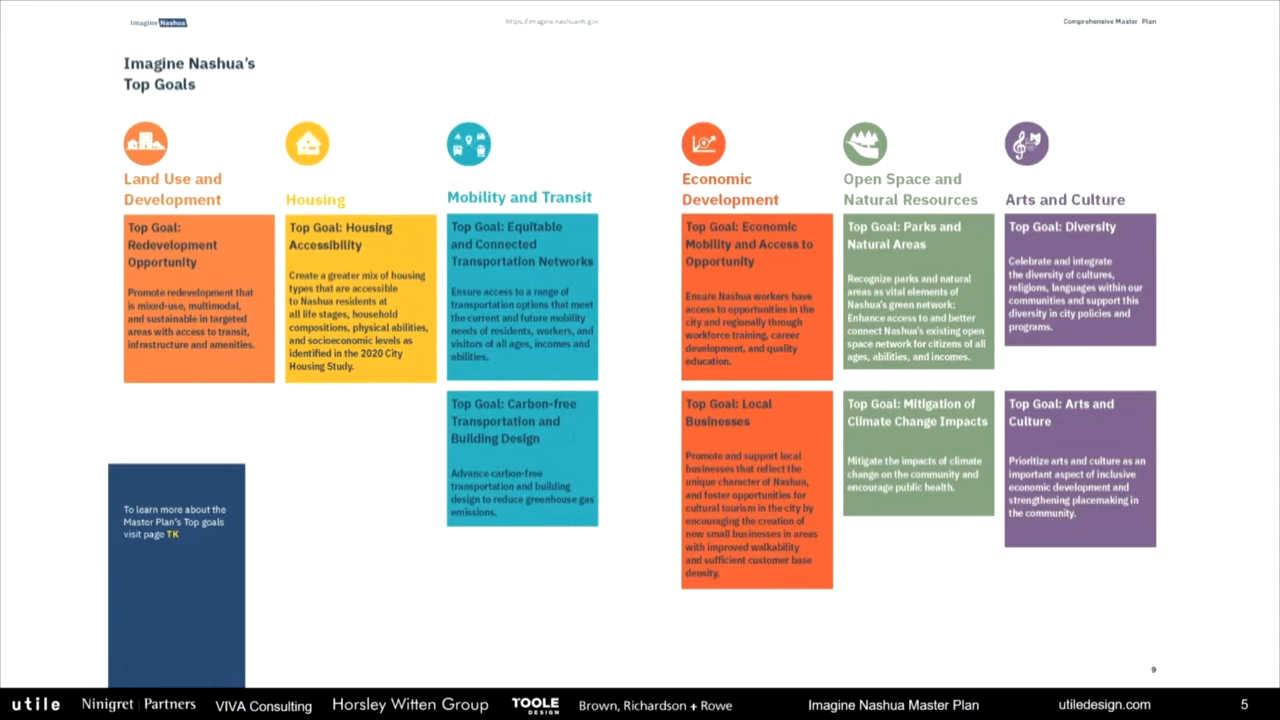 Imagine Nashua
https://imagine.nashuanh.gov
Comprehensive Master Plan
Imagine Nashua's
Top Goals
Land Use and
Development
Top Goal:
Redevelopment
Opportunity
Promote redevelopment that
is mixed-use, multimodal,
and sustainable in targeted
areas with access to transit,
infrastructure and amenities.
Housing
Top Goal: Housing
Accessibility
Create a greater mix of housing
types that are accessible
to Nashua residents at
all life stages, household
compositions, physical abilities,
and socioeconomic levels as
identified in the 2020 City
Housing Study.
Mobility and Transit
Top Goal: Equitable
and Connected
Transportation Networks
Ensure access to a range of
transportation options that meet
the current and future mobility
needs of residents, workers, and
visitors of all ages, incomes and
abilities.
Top Goal: Carbon-free
Transportation and
Building Design
Advance carbon-free
transportation and building
design to reduce greenhouse gas
emissions.
Economic
Development
Top Goal: Economic
Mobility and Access to
Opportunity
Ensure Nashua workers have
access to opportunities in the
city and regionally through
workforce training, career
development, and quality
education.
Top Goal: Local
Businesses
Promote and support local
businesses that reflect the
unique character of Nashua,
and foster opportunities for
cultural tourism in the city by
encouraging the creation of
new small businesses in areas
with improved walkability
and sufficient customer base
density.
Open Space and
Natural Resources
Top Goal: Parks and
Natural Areas
Recognize parks and natural
areas as vital elements of
Nashua's green network;
Enhance access to and better
connect Nashua's existing open
space network for citizens of all
ages, abilities, and incomes.
Top Goal: Mitigation of
Climate Change Impacts
Mitigate the impacts of climate
change on the community and
encourage public health.
Arts and Culture
Top Goal: Diversity
Celebrate and integrate
the diversity of cultures,
religions, languages within our
communities and support this
diversity in city policies and
programs.
Top Goal: Arts and
Culture
Prioritize arts and culture as an
important aspect of inclusive
economic development and
strengthening placemaking in
the community.
To learn more about the
Master Plan's Top goals
visit page TK
9
utile
Ninigret | Partners
VIVA Consulting
Horsley Witten Group
TOOLE
DESIGN
Brown, Richardson + Rowe
Imagine Nashua Master Plan
utiledesign.com
5